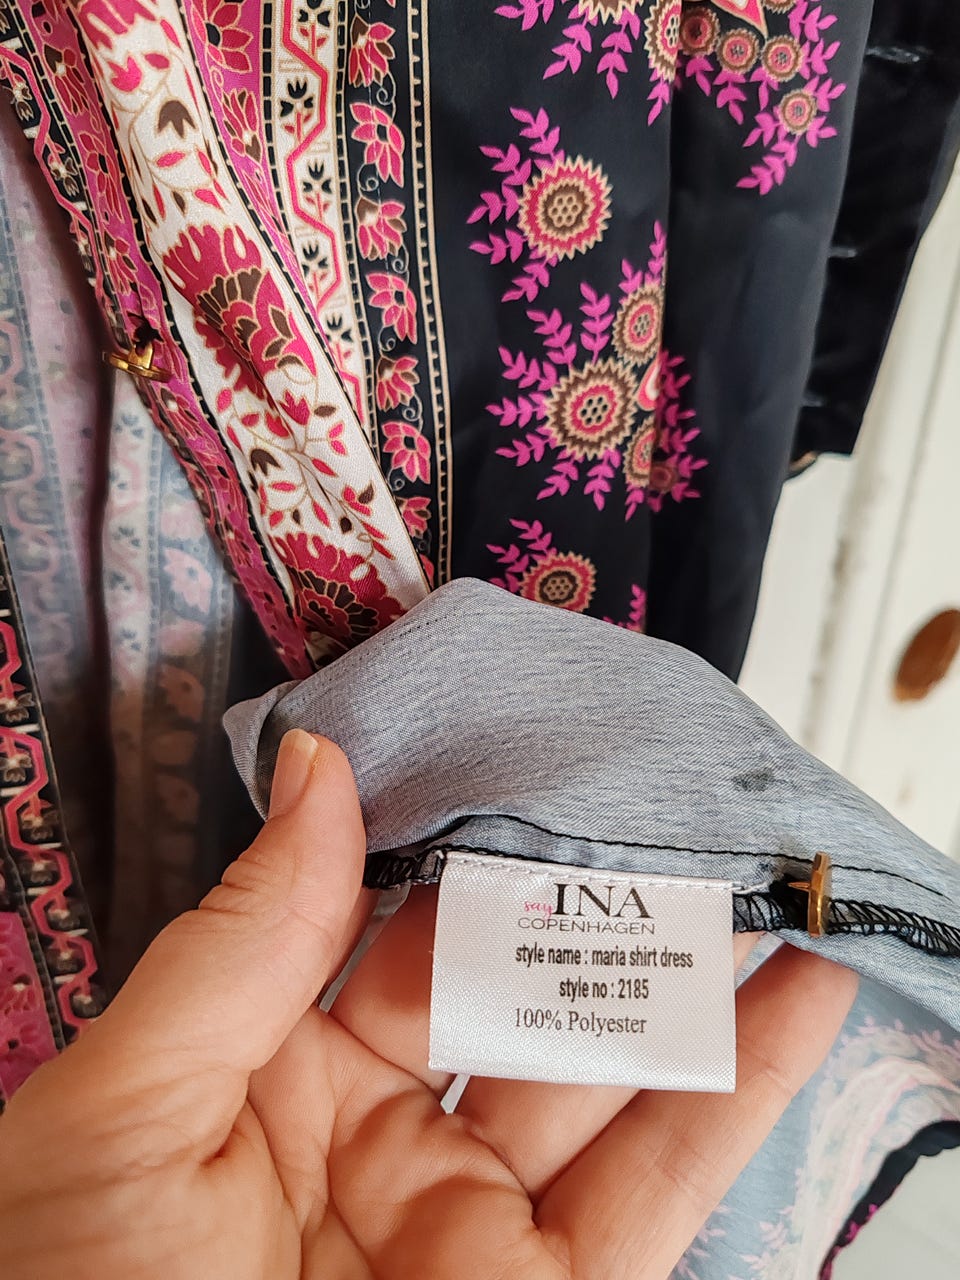 say INA
COPENHAGEN
style name : maria shirt dress
style no : 2185
100% Polyester